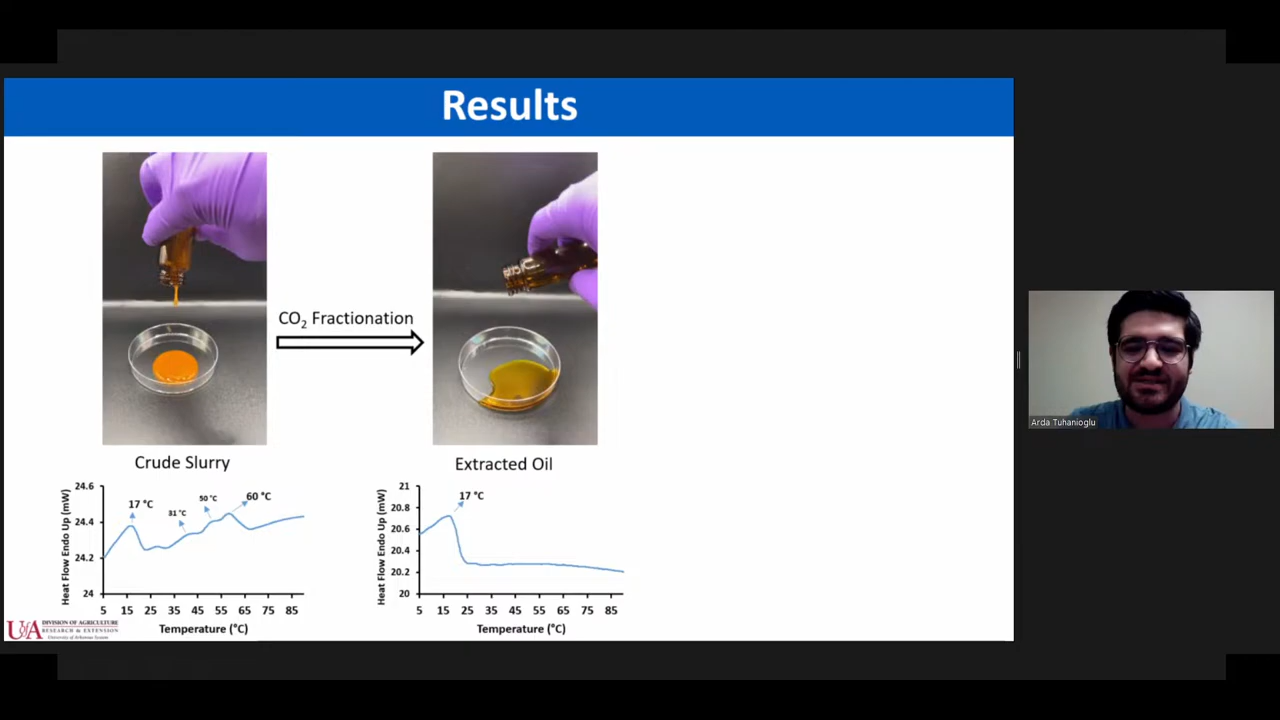 Results
CO2 Fractionation
Crude Slurry
Extracted Oil
24.6
24.4
24.2
24
Heat Flow Endo Up (mW)
17 °C
31 °C
50 °C
60 °C
5 15 25 35 45 55 65 75 85
Temperature (°C)
21
20.8
20.6
20.4
20.2
20
Heat Flow Endo Up (mW)
17 °C
5 15 25 35 45 55 65 75 85
Temperature (°C)
UofA
DIVISION OF AGRICULTURE
RESEARCH & EXTENSION
University of Arkansas System
Arda Tuhanioglu